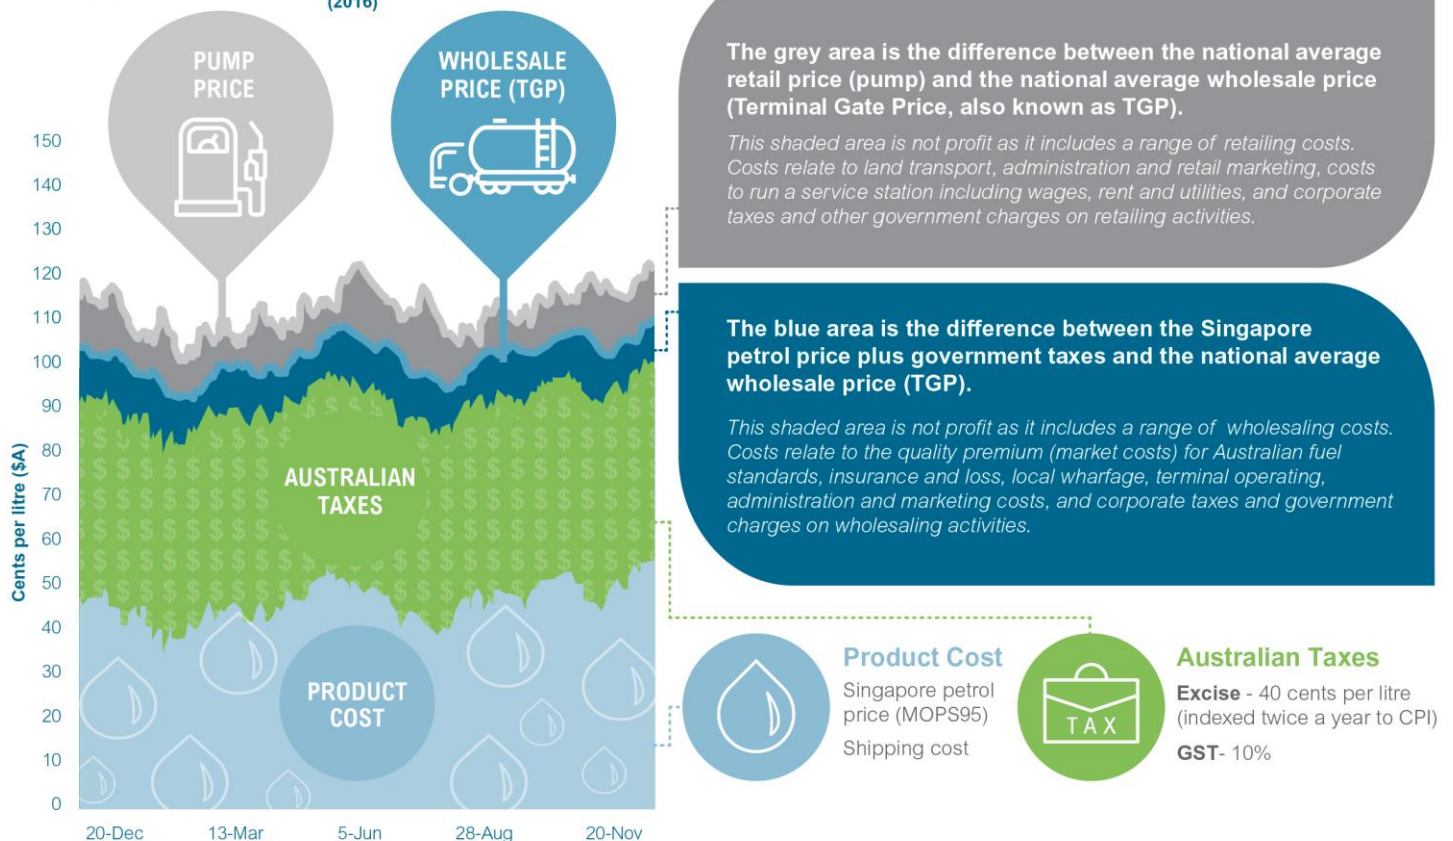 (2016)
PUMP
PRICE
WHOLESALE
PRICE (TGP)
The grey area is the difference between the national average
retail price (pump) and the national average wholesale price
(Terminal Gate Price, also known as TGP).
This shaded area is not profit as it includes a range of retailing costs.
Costs relate to land transport, administration and retail marketing, costs
to run a service station including wages, rent and utilities, and corporate
taxes and other government charges on retailing activities.
The blue area is the difference between the Singapore
petrol price plus government taxes and the national average
wholesale price (TGP).
This shaded area is not profit as it includes a range of wholesaling costs.
Costs relate to the quality premium (market costs) for Australian fuel
standards, insurance and loss, local wharfage, terminal operating,
administration and marketing costs, and corporate taxes and government
charges on wholesaling activities.
Cents per litre ($A)
150
140
130
120
110
100
90
80
70
60
50
40
30
20
10
0
AUSTRALIAN
TAXES
PRODUCT
COST
20-Dec
13-Mar
5-Jun
28-Aug
20-Nov
Product Cost
Singapore petrol
price (MOPS95)
Shipping cost
TAX
Australian Taxes
Excise - 40 cents per litre
(indexed twice a year to CPI)
GST- 10%